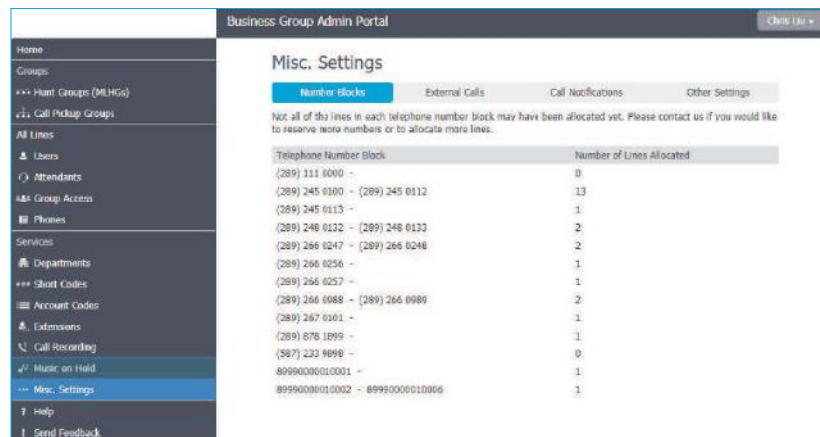 Business Group Admin Portal
Chris Liu
Home
Groups
Hunt Groups (MLHGs)
Call Pickup Groups
All Lines
Users
Attendants
Group Access
Phones
Services
Departments
Short Codes
Account Codes
Extensions
Call Recording
Music on Hold
Misc. Settings
Help
Send Feedback
Misc. Settings
Number Blocks External Calls Call Notifications Other Settings
Not all of the lines in each telephone number block may have been allocated yet. Please contact us if you would like
to reserve more numbers or to allocate more lines.
Telephone Number Block Number of Lines Allocated
(289) 111 0000 - 0
(289) 245 0100 - (289) 245 0112 13
(289) 245 0113 - 1
(289) 248 0132 - (289) 248 0133 2
(289) 266 0247 - (289) 266 0248 2
(289) 266 0256 - 1
(289) 266 0257 - 1
(289) 266 0988 - (289) 266 0989 2
(289) 267 0101 - 1
(289) 878 1899 - 1
(587) 233 9898 - 0
89990000010001 - 1
89990000010002 - 89990000010006 1